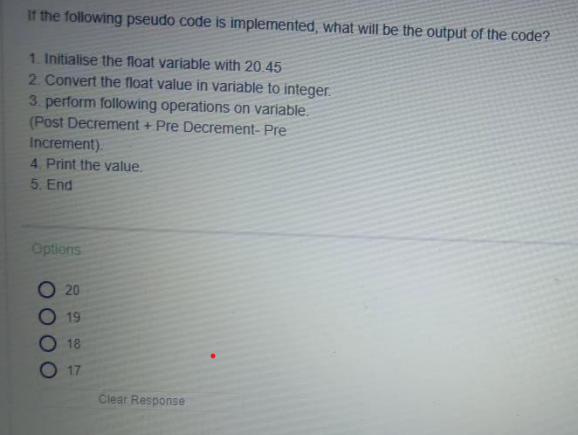 If the following pseudo code is implemented, what will be the output of the code?
1. Initialise the float variable with 20.45
2. Convert the float value in variable to integer.
3. perform following operations on variable.
(Post Decrement + Pre Decrement- Pre
Increment).
4. Print the value.
5. End
Options
20
19
18
17
Clear Response